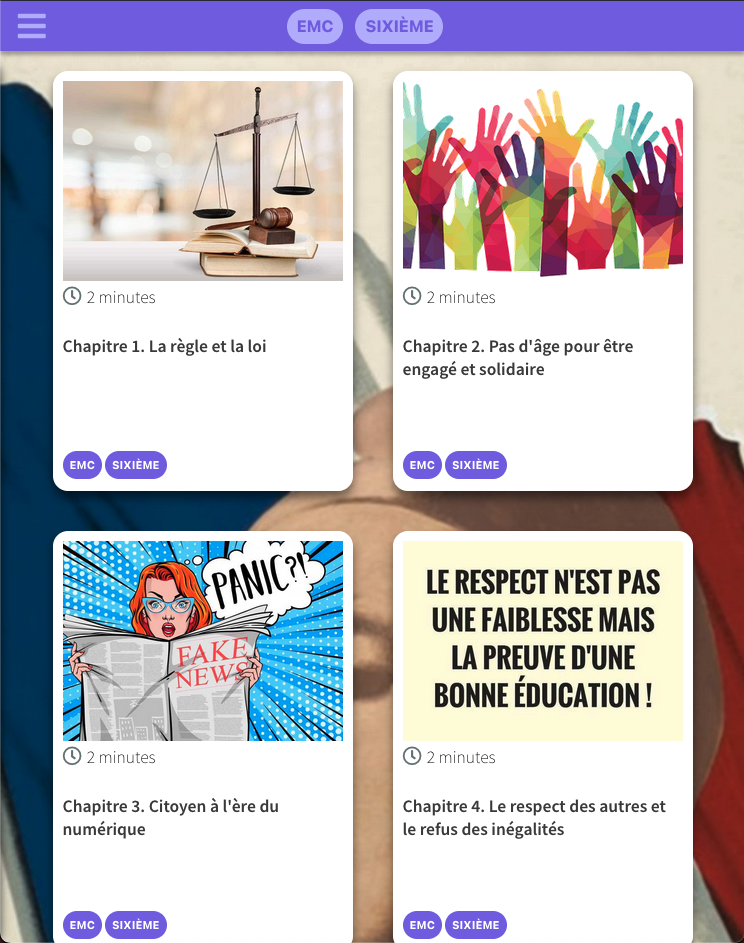 EMC SIXIÈME
2 minutes
Chapitre 1. La règle et la loi
EMC SIXIÈME
2 minutes
Chapitre 2. Pas d'âge pour être
engagé et solidaire
EMC SIXIÈME
PANIC?!
FAKE
NEWS
2 minutes
Chapitre 3. Citoyen à l'ère du
numérique
EMC SIXIÈME
LE RESPECT N'EST PAS
UNE FAIBLESSE MAIS
LA PREUVE D'UNE
BONNE ÉDUCATION !
2 minutes
Chapitre 4. Le respect des autres et
le refus des inégalités
EMC SIXIÈME